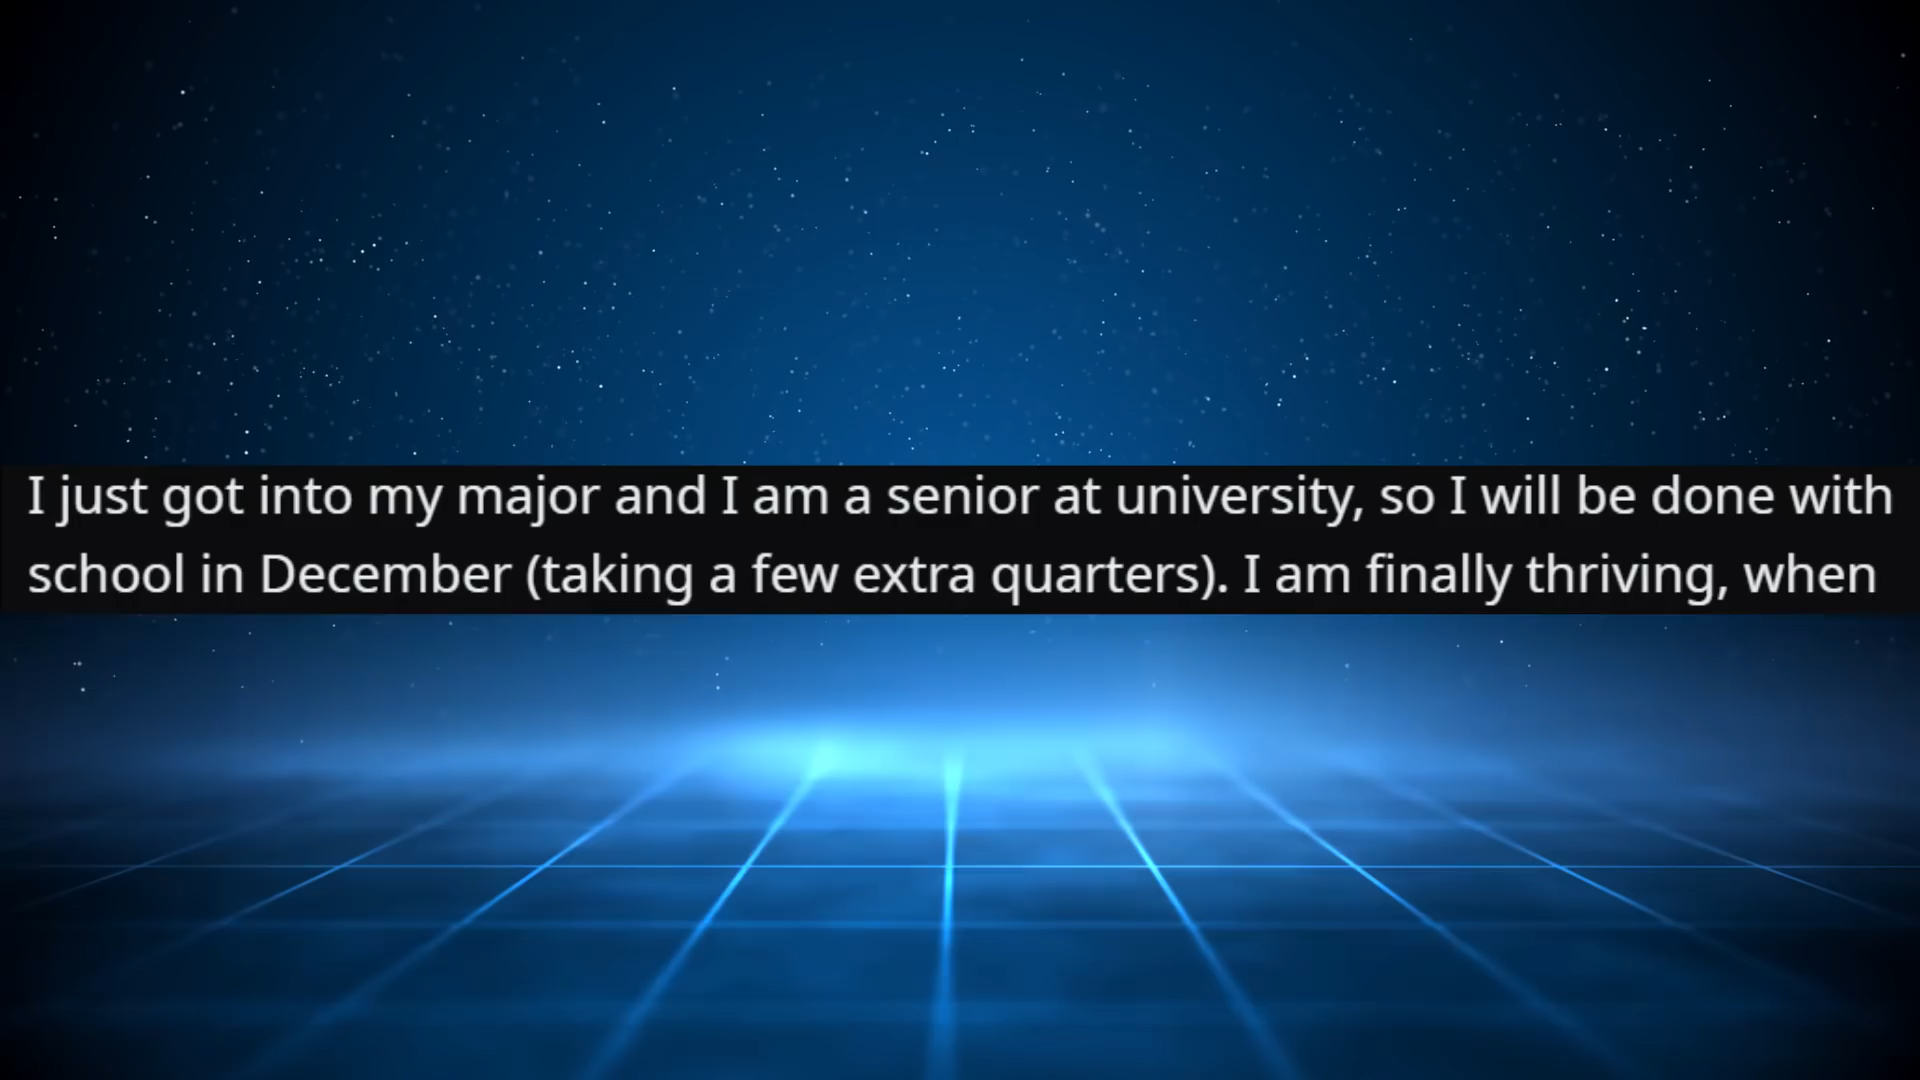 I just got into my major and I am a senior at university, so I will be done with
school in December (taking a few extra quarters). I am finally thriving, when